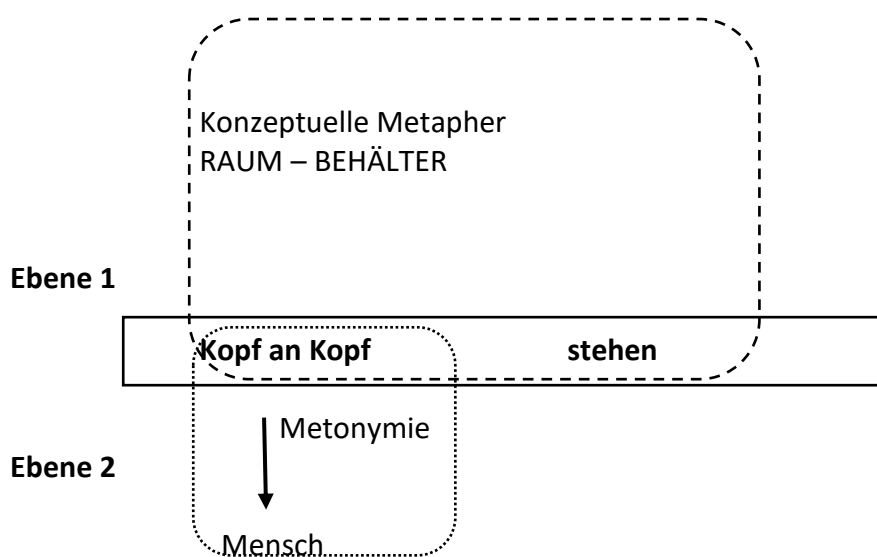 Konzeptuelle Metapher
RAUM – BEHÄLTER
Ebene 1
Kopf an Kopf stehen
Metonymie
Ebene 2
Mensch